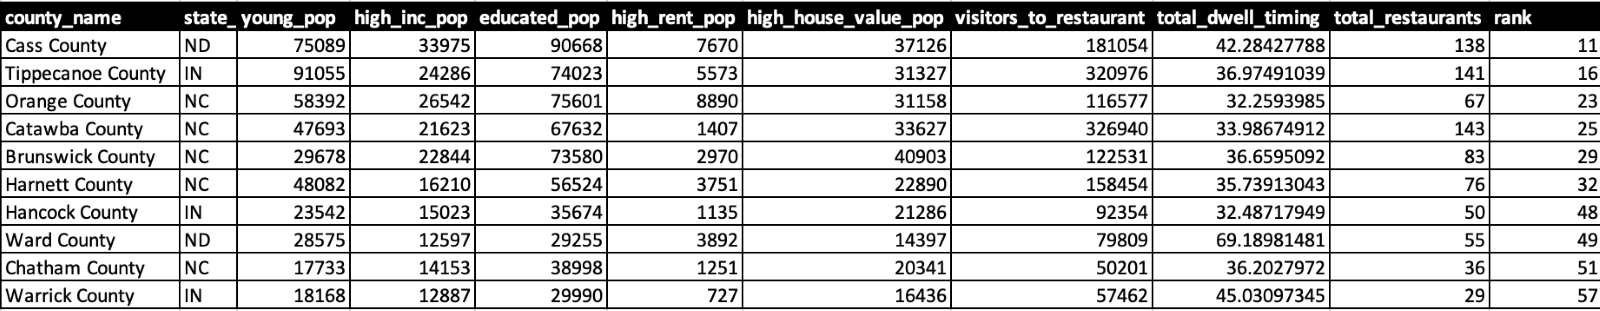 county_name state_ young_pop high_inc_pop educated_pop high_rent_pop high_house_value_pop visitors_to_restaurant total_dwell_timing total_restaurants rank
Cass County ND 75089 33975 90668 7670 37126 181054 42.28427788 138 11
Tippecanoe County IN 91055 24286 74023 5573 31327 320976 36.97491039 141 16
Orange County NC 58392 26542 75601 8890 31158 116577 32.2593985 67 23
Catawba County NC 47693 21623 67632 1407 33627 326940 33.98674912 143 25
Brunswick County NC 29678 22844 73580 2970 40903 122531 36.6595092 83 29
Harnett County NC 48082 16210 56524 3751 22890 158454 35.73913043 76 32
Hancock County IN 23542 15023 35674 1135 21286 92354 32.48717949 50 48
Ward County ND 28575 12597 29255 3892 14397 79809 69.18981481 55 49
Chatham County NC 17733 14153 38998 1251 20341 50201 36.2027972 36 51
Warrick County IN 18168 12887 29990 727 16436 57462 45.03097345 29 57